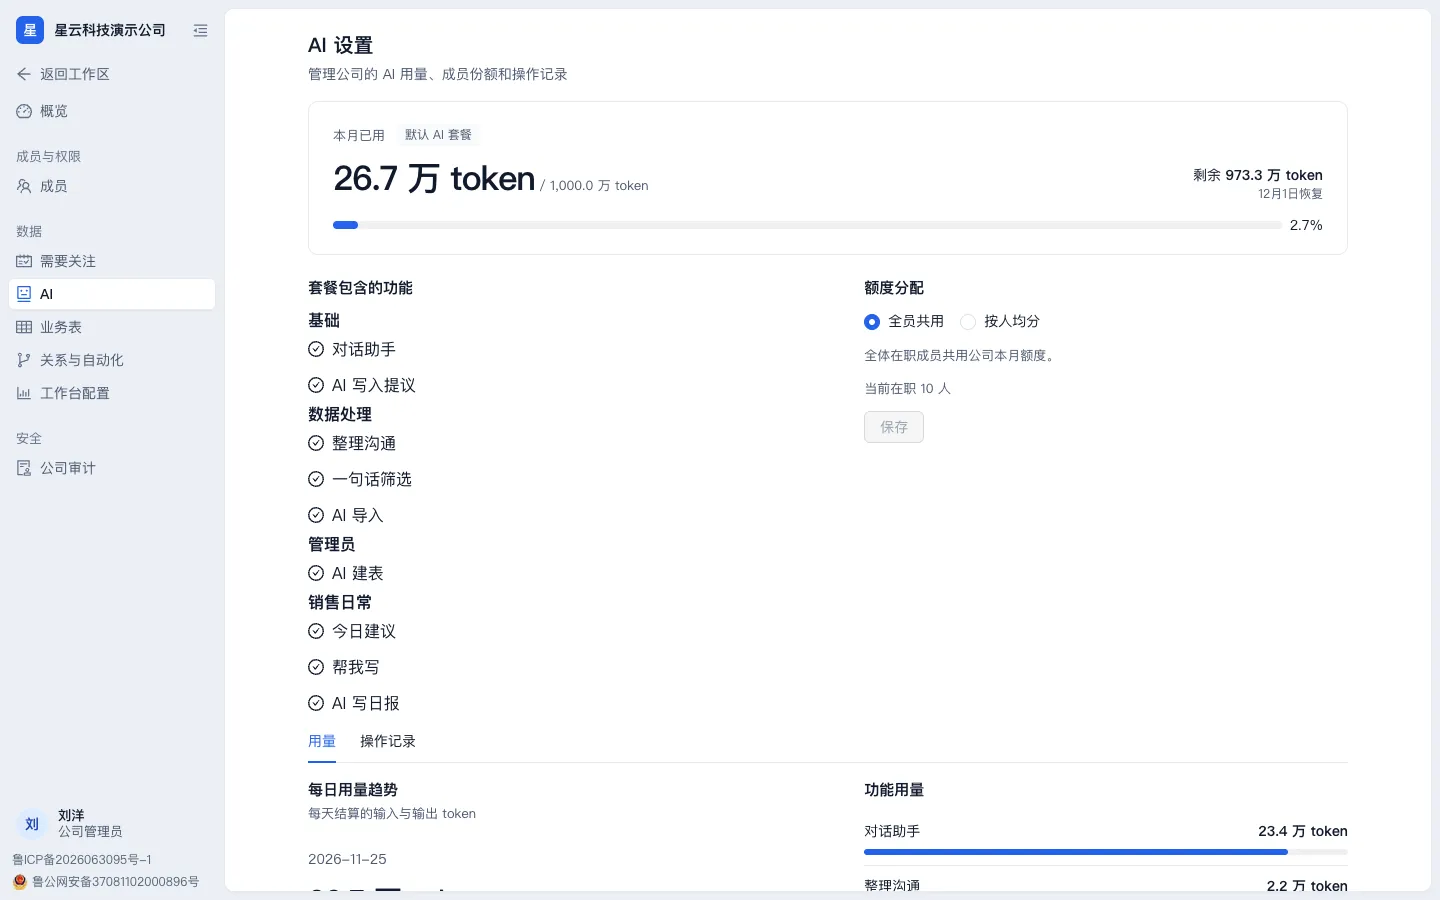 星 星云科技演示公司
返回工作区
概览
成员与权限
成员
数据
需要关注
AI
业务表
关系与自动化
工作台配置
安全
公司审计
刘 刘洋
公司管理员
鲁ICP备2026063095号-1
鲁公网安备37081102000896号
AI 设置
管理公司的 AI 用量、成员份额和操作记录
本月已用 默认 AI 套餐
26.7 万 token / 1,000.0 万 token
剩余 973.3 万 token
12月1日恢复
2.7%
套餐包含的功能
基础
对话助手
AI 写入提议
数据处理
整理沟通
一句话筛选
AI 导入
管理员
AI 建表
销售日常
今日建议
帮我写
AI 写日报
额度分配
全员共用 按人均分
全体在职成员共用公司本月额度。
当前在职 10 人
保存
用量 操作记录
每日用量趋势
每天结算的输入与输出 token
2026-11-25
功能用量
对话助手 23.4 万 token
整理沟通 2.2 万 token